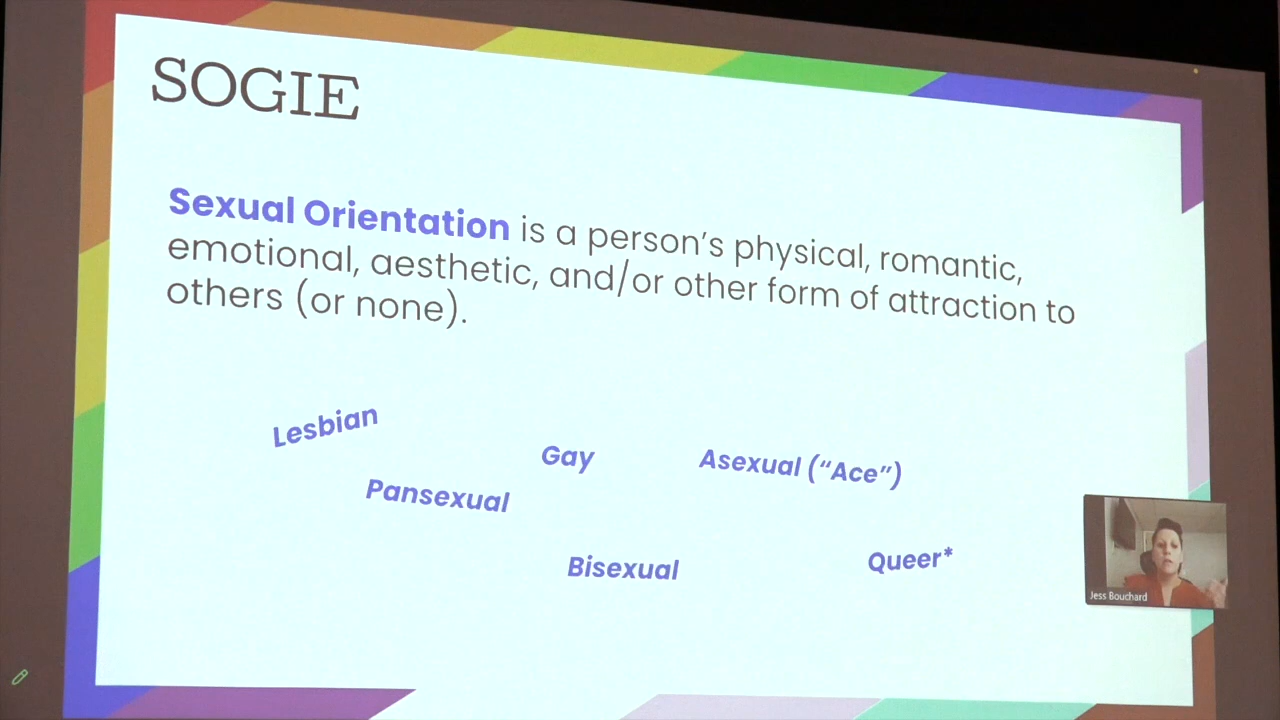 SOGIE
Sexual Orientation is a person's physical, romantic,
emotional, aesthetic, and/or other form of attraction to
others (or none).
Lesbian
Gay
Asexual (“Ace”)
Pansexual
Bisexual
Queer*
Jess Bouchard